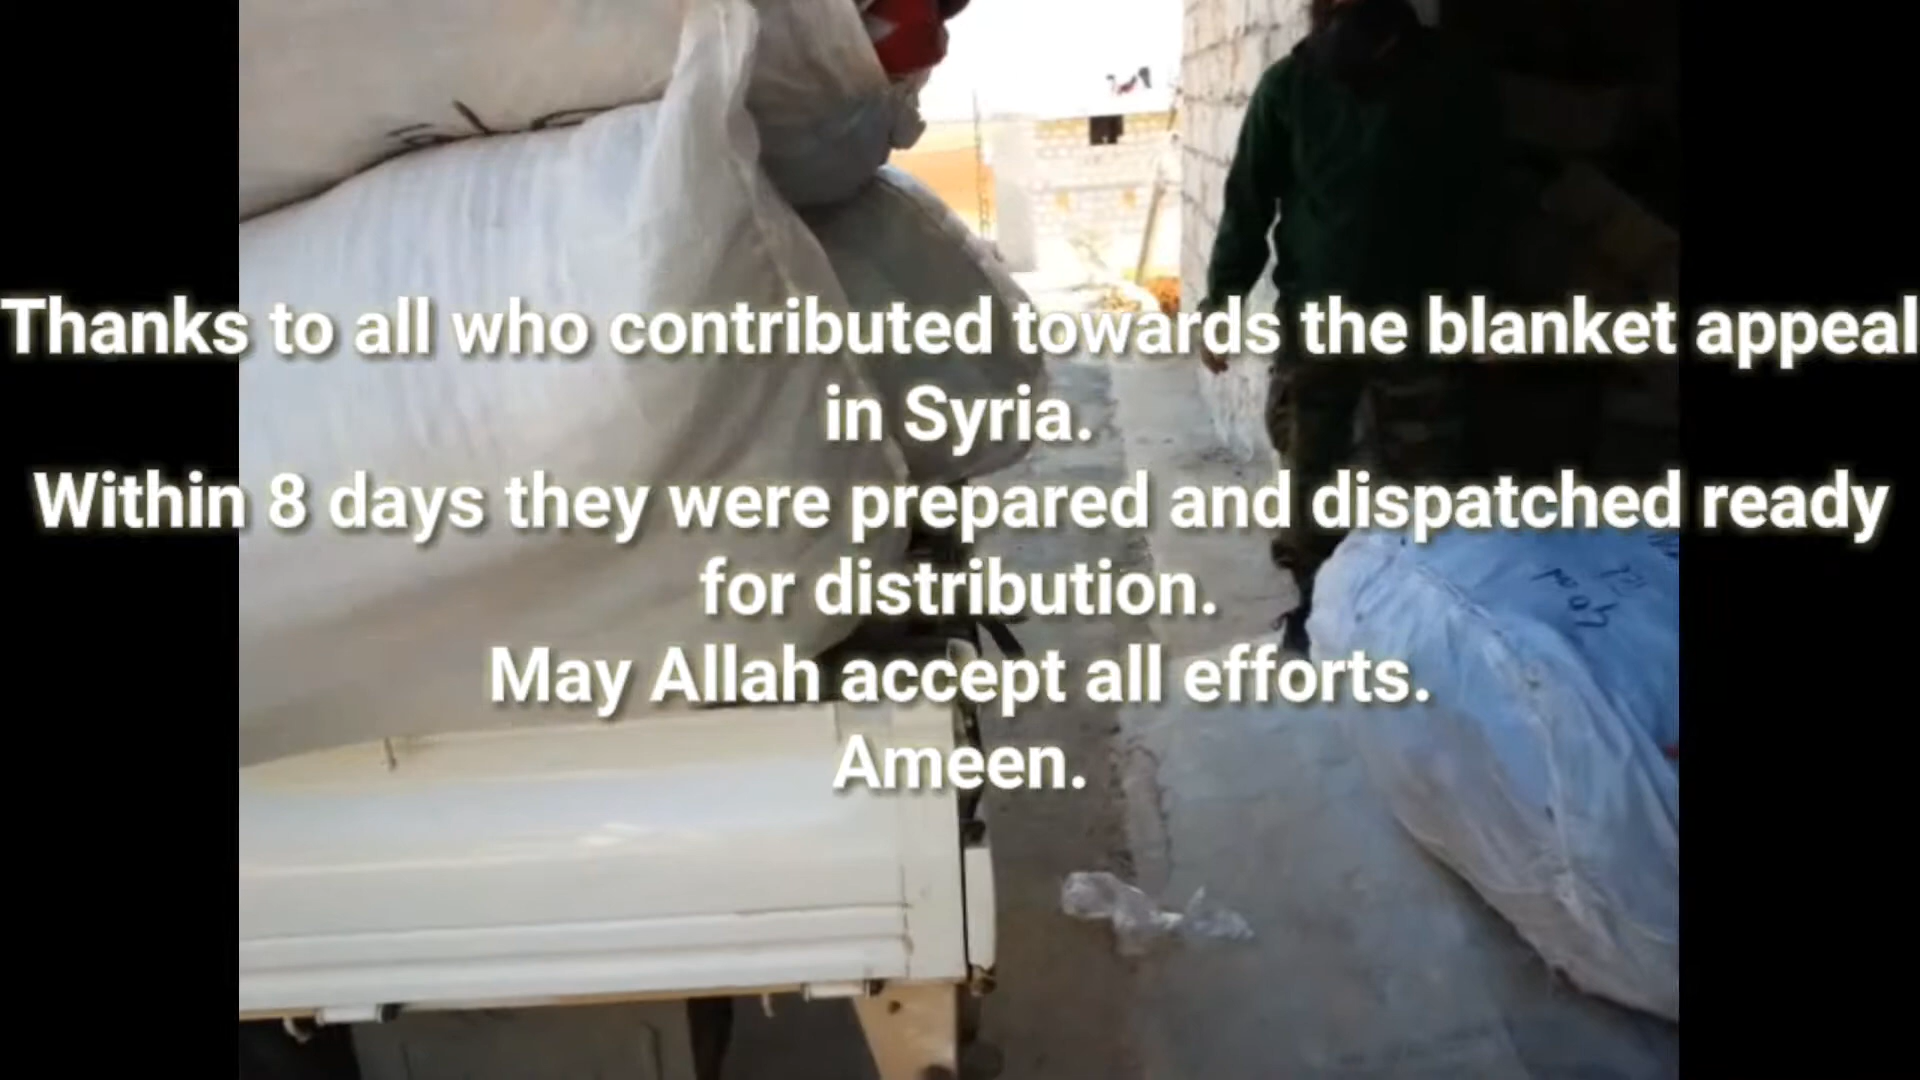 Thanks to all who contributed towards the blanket appeal
in Syria.
Within 8 days they were prepared and dispatched ready
for distribution.
May Allah accept all efforts.
Ameen.